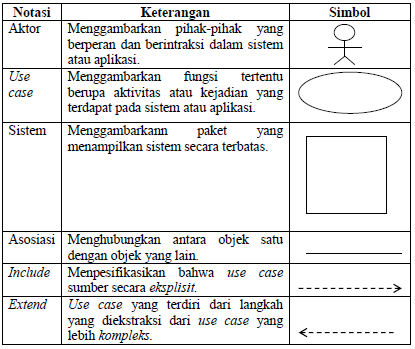 Notasi Keterangan Simbol
Aktor Menggambarkan pihak-pihak yang
berperan dan berintraksi dalam sistem
atau aplikasi.
Use Menggambarkan fungsi tertentu
case berupa aktivitas atau kejadian yang
terdapat pada sistem atau aplikasi.
Sistem Menggambarkann paket yang
menampilkan sistem secara terbatas.
Asosiasi Menghubungkan antara objek satu
dengan objek yang lain.
Include Menpesifikasikan bahwa use case
sumber secara eksplisit.
Extend Use case yang terdiri dari langkah
yang diekstraksi dari use case yang
lebih kompleks.